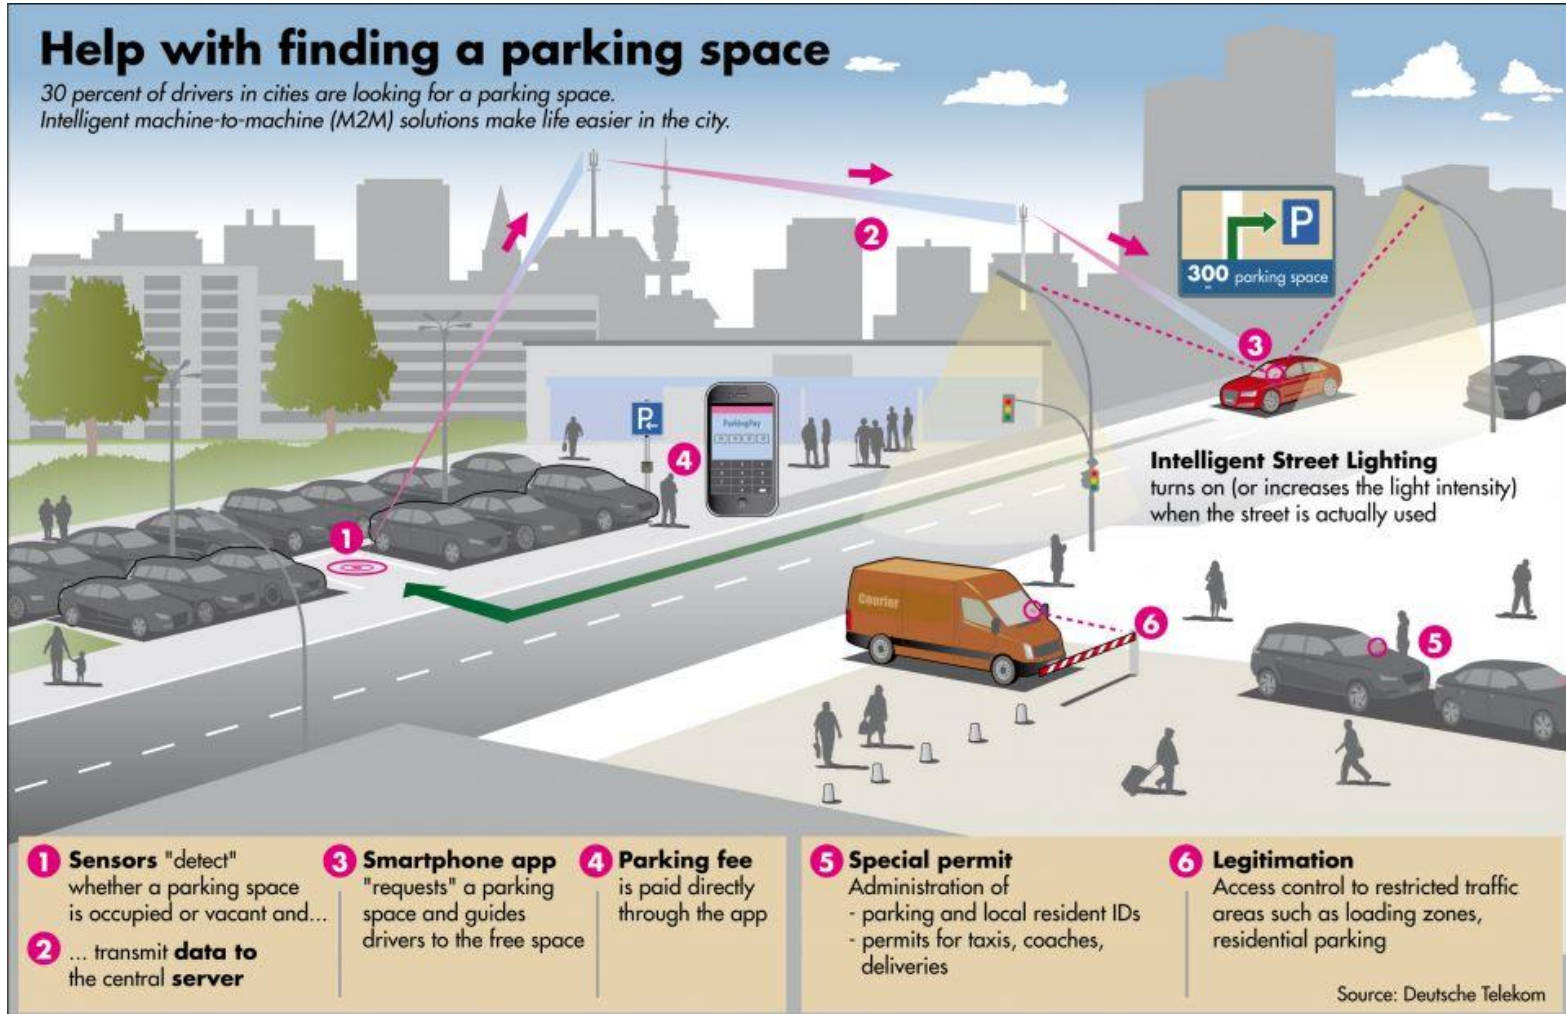 Help with finding a parking space
30 percent of drivers in cities are looking for a parking space.
Intelligent machine-to-machine (M2M) solutions make life easier in the city.
2
P
300 parking space
3
P
ParkingPay
4
Intelligent Street Lighting
turns on (or increases the light intensity)
when the street is actually used
1
Courier
6
5
1 Sensors "detect"
whether a parking space
is occupied or vacant and...
2 ... transmit data to
the central server
3 Smartphone app
"requests" a parking
space and guides
drivers to the free space
4 Parking fee
is paid directly
through the app
5 Special permit
Administration of
- parking and local resident IDs
- permits for taxis, coaches,
deliveries
6 Legitimation
Access control to restricted traffic
areas such as loading zones,
residential parking
Source: Deutsche Telekom